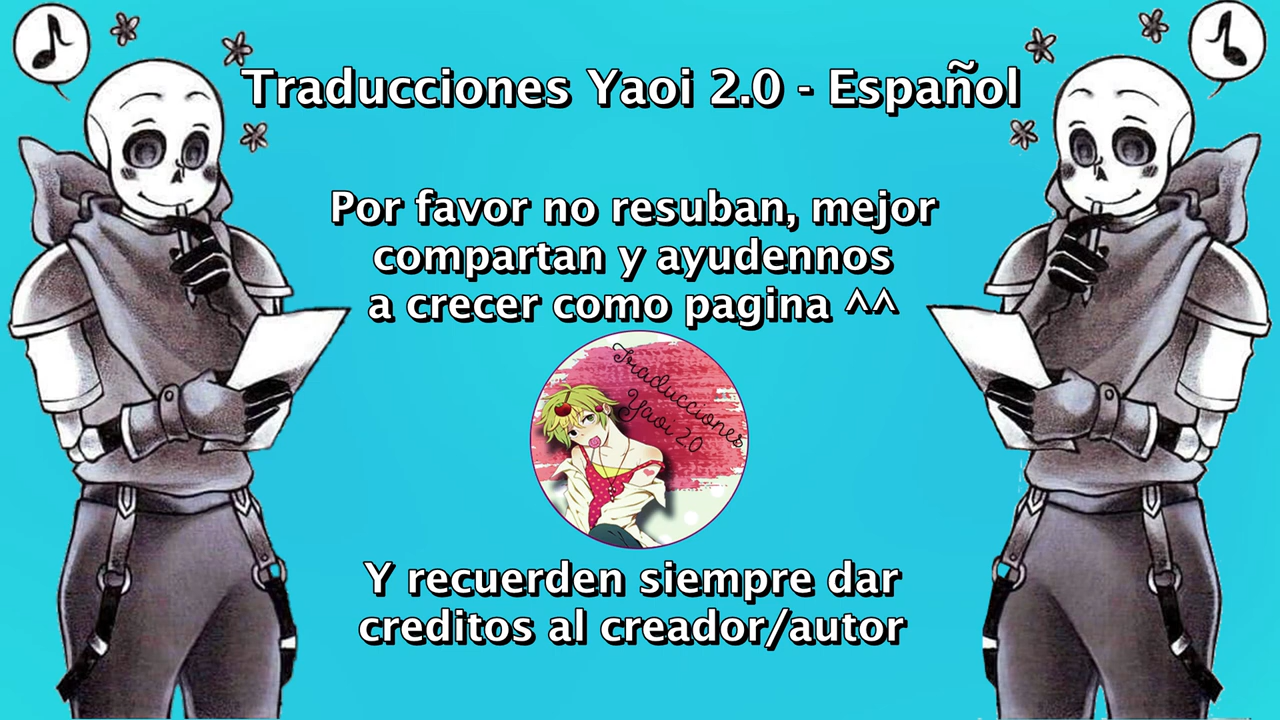 Traducciones Yaoi 2.0 - Español
Por favor no resuban, mejor
compartan y ayudennos
a crecer como pagina ^^
Traducciones
Yaoi 2.0
Y recuerden siempre dar
creditos al creador/autor